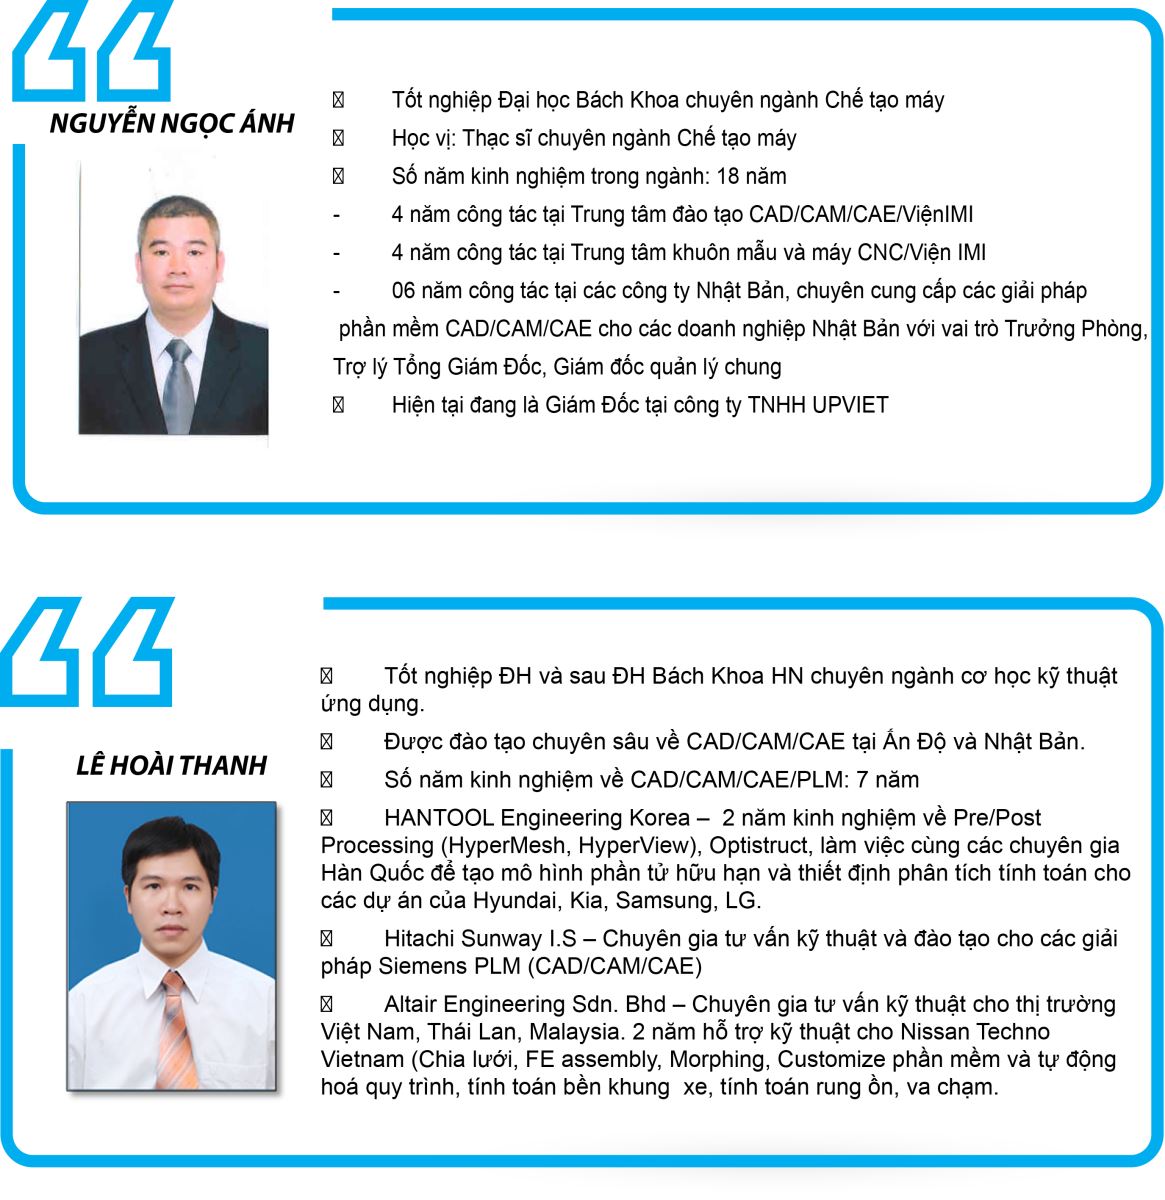 NGUYỄN NGỌC ÁNH
Tốt nghiệp Đại học Bách Khoa chuyên ngành Chế tạo máy
Học vị: Thạc sĩ chuyên ngành Chế tạo máy
Số năm kinh nghiệm trong ngành: 18 năm
- 4 năm công tác tại Trung tâm đào tạo CAD/CAM/CAE/ViệnIMI
- 4 năm công tác tại Trung tâm khuôn mẫu và máy CNC/Viện IMI
- 06 năm công tác tại các công ty Nhật Bản, chuyên cung cấp các giải pháp
phần mềm CAD/CAM/CAE cho các doanh nghiệp Nhật Bản với vai trò Trưởng Phòng,
Trợ lý Tổng Giám Đốc, Giám đốc quản lý chung
Hiện tại đang là Giám Đốc tại công ty TNHH UPVIET
LÊ HOÀI THANH
Tốt nghiệp ĐH và sau ĐH Bách Khoa HN chuyên ngành cơ học kỹ thuật
ứng dụng.
Được đào tạo chuyên sâu về CAD/CAM/CAE tại Ấn Độ và Nhật Bản.
Số năm kinh nghiệm về CAD/CAM/CAE/PLM: 7 năm
HANTOOL Engineering Korea – 2 năm kinh nghiệm về Pre/Post
Processing (HyperMesh, HyperView), Optistruct, làm việc cùng các chuyên gia
Hàn Quốc để tạo mô hình phần tử hữu hạn và thiết định phân tích tính toán cho
các dự án của Hyundai, Kia, Samsung, LG.
Hitachi Sunway I.S – Chuyên gia tư vấn kỹ thuật và đào tạo cho các giải
pháp Siemens PLM (CAD/CAM/CAE)
Altair Engineering Sdn. Bhd – Chuyên gia tư vấn kỹ thuật cho thị trường
Việt Nam, Thái Lan, Malaysia. 2 năm hỗ trợ kỹ thuật cho Nissan Techno
Vietnam (Chia lưới, FE assembly, Morphing, Customize phần mềm và tự động
hoá quy trình, tính toán bền khung xe, tính toán rung ồn, va chạm.